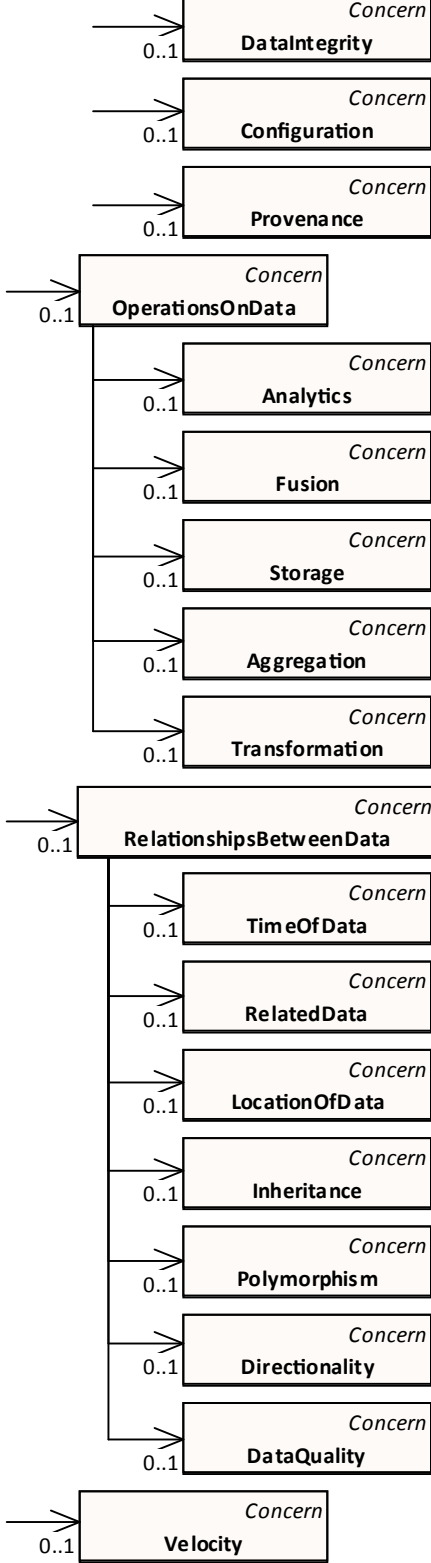 Concern
DataIntegrity
0..1
Concern
Configuration
0..1
Concern
Provenance
0..1
Concern
OperationsOnData
0..1
Concern
Analytics
0..1
Concern
Fusion
0..1
Concern
Storage
0..1
Concern
Aggregation
0..1
Concern
Transformation
0..1
Concern
RelationshipsBetweenData
0..1
Concern
TimeOfData
0..1
Concern
RelatedData
0..1
Concern
LocationOfData
0..1
Concern
Inheritance
0..1
Concern
Polymorphism
0..1
Concern
Directionality
0..1
Concern
DataQuality
0..1
Concern
Velocity
0..1